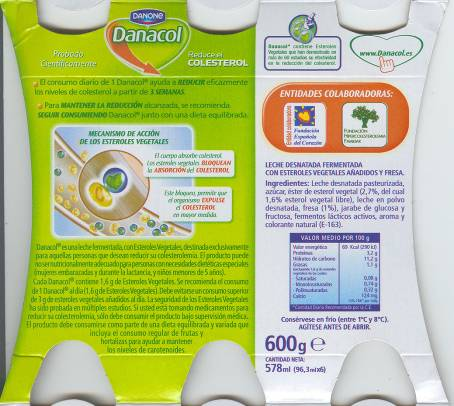 DANONE
Danacol
Probado
Científicamente
Reduce el
COLESTEROL
El consumo diario de 1 Danacol® ayuda a REDUCIR eficazmente
los niveles de colesterol a partir de 3 SEMANAS.
Para MANTENER LA REDUCCIÓN alcanzada, se recomienda
SEGUIR CONSUMIENDO Danacol® junto con una dieta equilibrada.
MECANISMO DE ACCIÓN
DE LOS ESTEROLES VEGETALES
El cuerpo absorbe colesterol.
Los esteroles vegetales BLOQUEAN
la ABSORCIÓN del COLESTEROL
Este bloqueo, permite que
el organismo EXPULSE
el COLESTEROL
en mayor medida.
Danacol® es una leche fermentada, con Esteroles Vegetales, destinada exclusivamente
para aquellas personas que desean reducir su colesterolemia. El producto puede
no ser nutricionalmente adecuado para personas con necesidades dietéticas especiales
(mujeres embarazadas y durante la lactancia, y niños menores de 5 años).
Cada Danacol® contiene 1,6 g de Esteroles Vegetales. Se recomienda el consumo
de 1 Danacol® al día (1,6 g de Esteroles Vegetales). Debe evitarse un consumo superior
de 3 g de esteroles vegetales añadidos al día. La seguridad de los Esteroles Vegetales
ha sido probada en múltiples estudios. Si usted está tomando medicamentos para
reducir su colesterolemia, sólo debe consumir el producto bajo supervisión médica.
El producto debe consumirse como parte de una dieta equilibrada y variada que
incluya el consumo regular de frutas y
hortalizas para ayudar a mantener
los niveles de carotenoides.
Danacol® contiene Esteroles
Vegetales que han demostrado en
más de 60 estudios su efectividad
en la reducción del colesterol.
www.Danacol.es
ENTIDADES COLABORADORAS:
Entidad colaboradora
Fundación
Española
del Corazón
FUNDACIÓN
HIPERCOLESTEROLEMIA
FAMILIAR
LECHE DESNATADA FERMENTADA
CON ESTEROLES VEGETALES AÑADIDOS Y FRESA.
Ingredientes: Leche desnatada pasteurizada,
azúcar, éster de esterol vegetal (2,7%, del cual
1,6% esterol vegetal libre), leche en polvo
desnatada, fresa (1%), jarabe de glucosa y
fructosa, fermentos lácticos activos, aroma y
colorante natural (E-163).
VALOR MEDIO POR 100 g
Valor energético 69 Kcal (290 kJ)
Proteínas 3,2 g
Hidratos de carbono 11,2 g
Grasas 1,1 g
Saturadas 0,08 g
Monoinsaturadas 0,74 g
Poliinsaturadas 0,32 g
Calcio 124 mg
Consérvese en frío (entre 1ºC y 8ºC).
AGÍTESE ANTES DE ABRIR.
600g e
CANTIDAD NETA:
578ml (96,3mlx6)